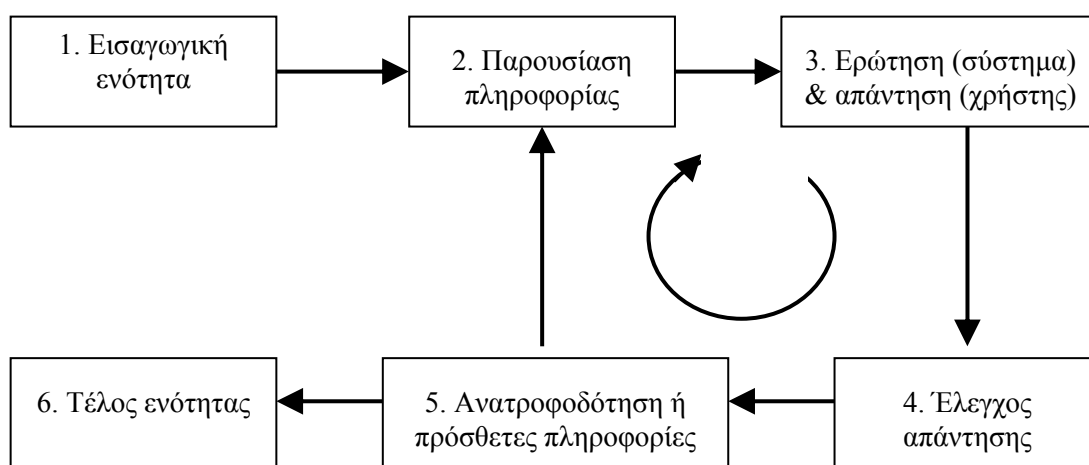 1. Εισαγωγική
ενότητα
2. Παρουσίαση
πληροφορίας
3. Ερώτηση (σύστημα)
& απάντηση (χρήστης)
6. Τέλος ενότητας
5. Ανατροφοδότηση ή
πρόσθετες πληροφορίες
4. Έλεγχος
απάντησης